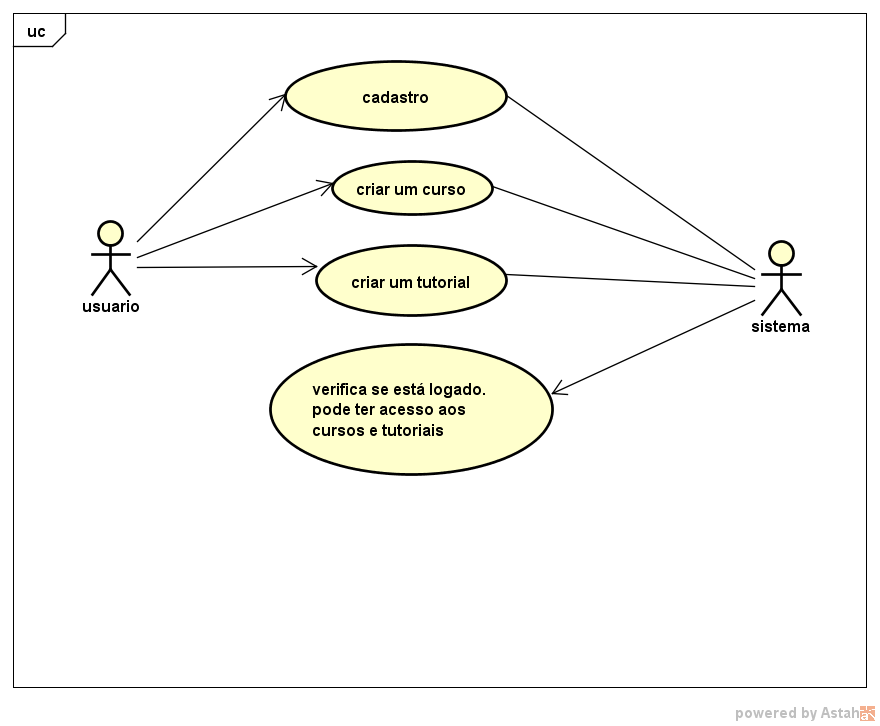 uc
cadastro
criar um curso
criar um tutorial
usuario
sistema
verifica se está logado.
pode ter acesso aos
cursos e tutoriais
powered by Astah